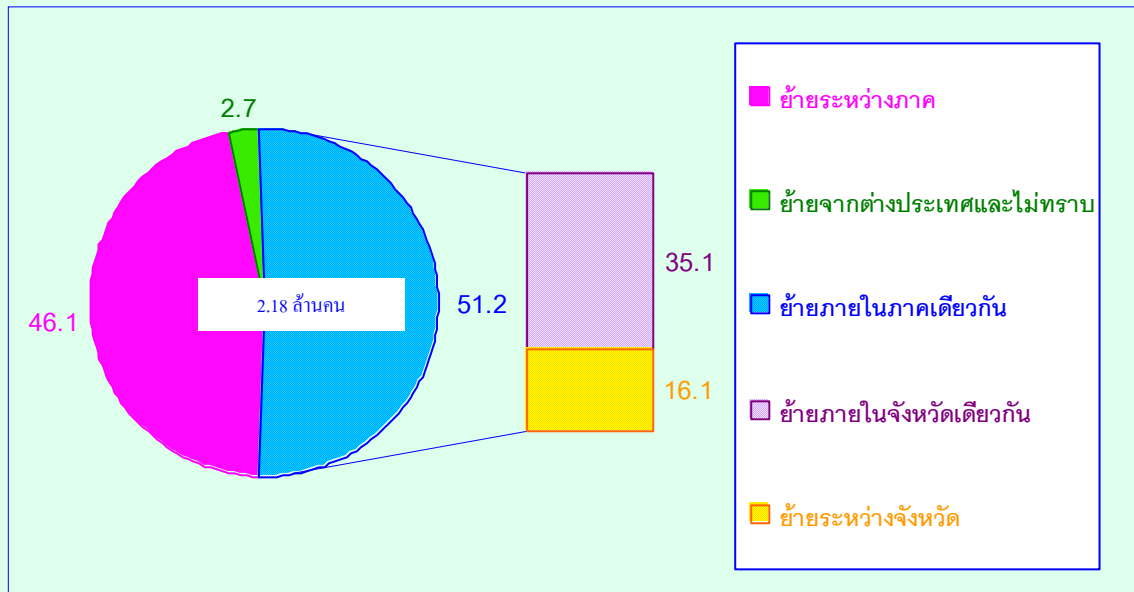 2.7
46.1
2.18 ล้านคน
51.2
35.1
16.1
ย้ายระหว่างภาค
ย้ายจากต่างประเทศและไม่ทราบ
ย้ายภายในภาคเดียวกัน
ย้ายภายในจังหวัดเดียวกัน
ย้ายระหว่างจังหวัด